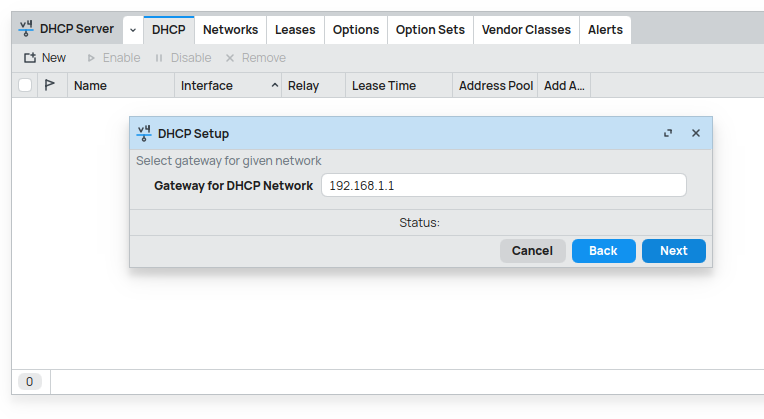 v4 DHCP Server DHCP Networks Leases Options Option Sets Vendor Classes Alerts
New Enable Disable Remove
Name Interface Relay Lease Time Address Pool Add A...
v4 DHCP Setup
Select gateway for given network
Gateway for DHCP Network 192.168.1.1
Status:
Cancel Back Next
0